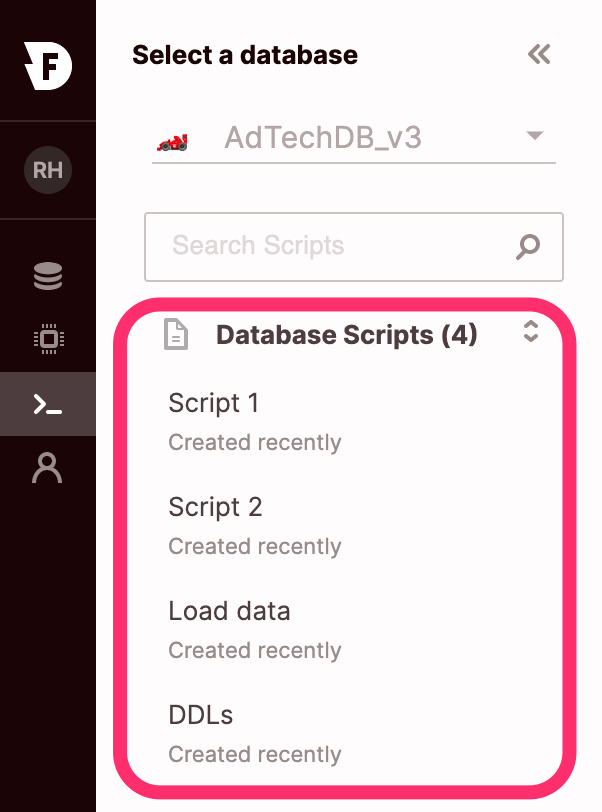 F
Select a database
AdTechDB_v3
RH
Search Scripts
Database Scripts (4)
Script 1
Created recently
Script 2
Created recently
Load data
Created recently
DDLs
Created recently